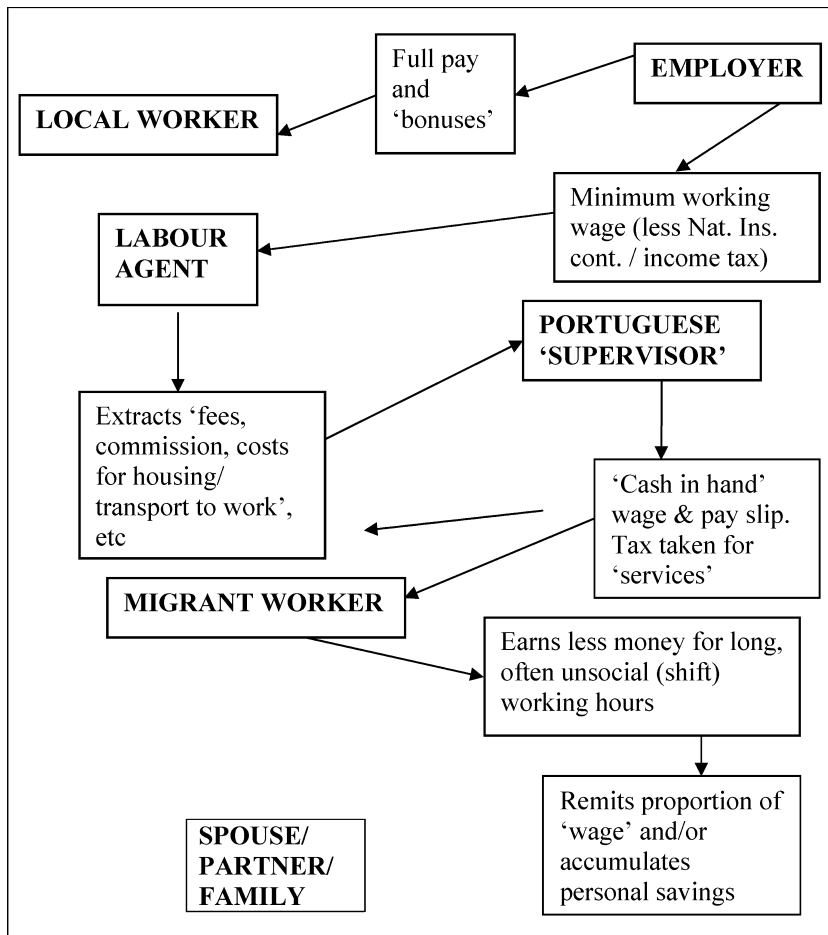 Full pay
and
‘bonuses’
EMPLOYER
LOCAL WORKER
Minimum working
wage (less Nat. Ins.
cont. / income tax)
LABOUR
AGENT
PORTUGUESE
‘SUPERVISOR’
Extracts ‘fees,
commission, costs
for housing/
transport to work’,
etc
‘Cash in hand’
wage & pay slip.
Tax taken for
‘services’
MIGRANT WORKER
Earns less money for long,
often unsocial (shift)
working hours
Remits proportion of
‘wage’ and/or
accumulates
personal savings
SPOUSE/
PARTNER/
FAMILY